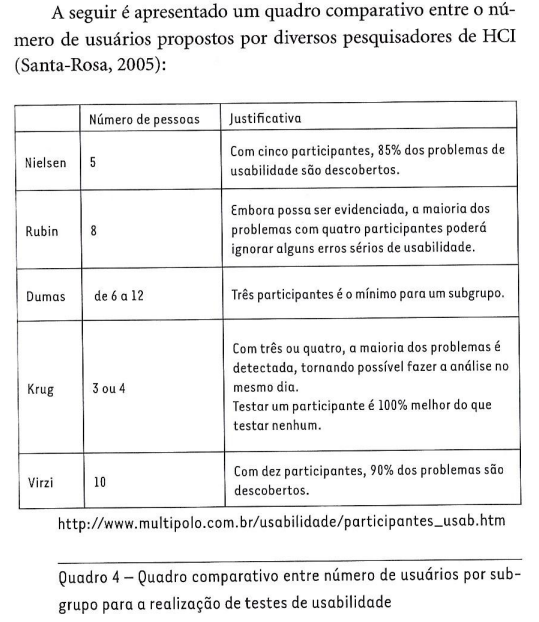 A seguir é apresentado um quadro comparativo entre o nú-
mero de usuários propostos por diversos pesquisadores de HCI
(Santa-Rosa, 2005):
Número de pessoas Justificativa
Nielsen 5 Com cinco participantes, 85% dos problemas de
usabilidade são descobertos.
Rubin 8 Embora possa ser evidenciada, a maioria dos
problemas com quatro participantes poderá
ignorar alguns erros sérios de usabilidade.
Dumas de 6 a 12 Três participantes é o mínimo para um subgrupo.
Krug 3 ou 4 Com três ou quatro, a maioria dos problemas é
detectada, tornando possível fazer a análise no
mesmo dia.
Testar um participante é 100% melhor do que
testar nenhum.
Virzi 10 Com dez participantes, 90% dos problemas são
descobertos.
http://www.multipolo.com.br/usabilidade/participantes_usab.htm
Quadro 4 – Quadro comparativo entre número de usuários por sub-
grupo para a realização de testes de usabilidade